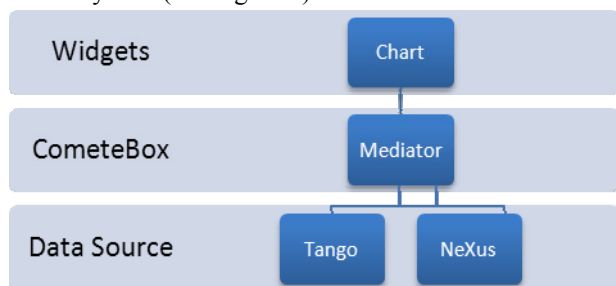 Widgets
Chart
CometeBox
Mediator
Data Source
Tango
NeXus